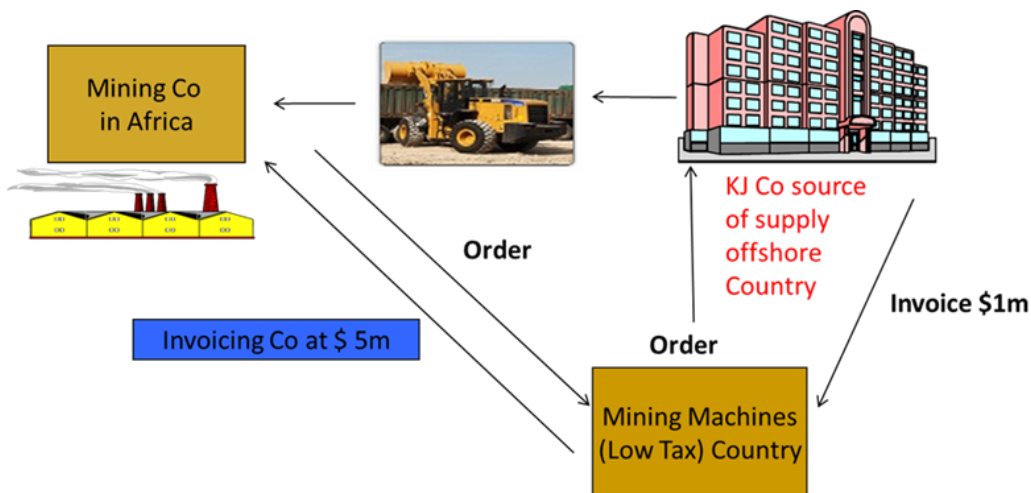 Mining Co
in Africa
KJ Co source
of supply
offshore
Country
Order
Invoice $1m
Invoicing Co at $ 5m
Order
Mining Machines
(Low Tax) Country